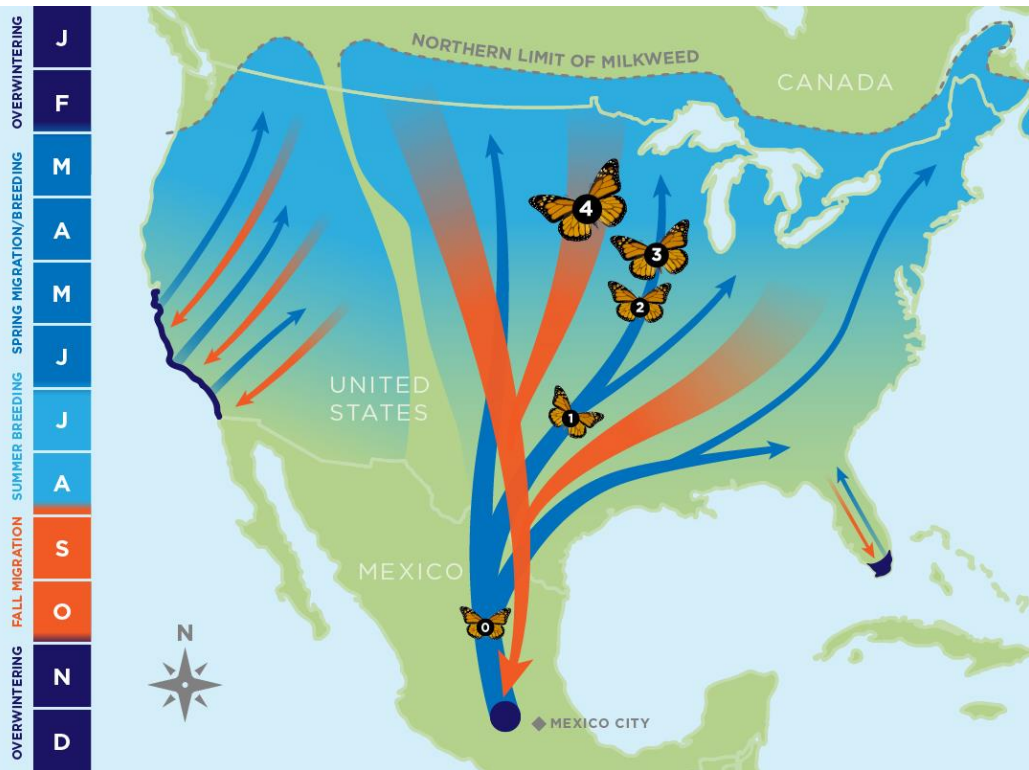 OVERWINTERING
SPRING MIGRATION/BREEDING
SUMMER BREEDING
FALL MIGRATION
OVERWINTERING
J
F
M
A
M
J
J
A
S
O
N
D
NORTHERN LIMIT OF MILKWEED
CANADA
4
3
2
1
UNITED
STATES
MEXICO
0
N
MEXICO CITY